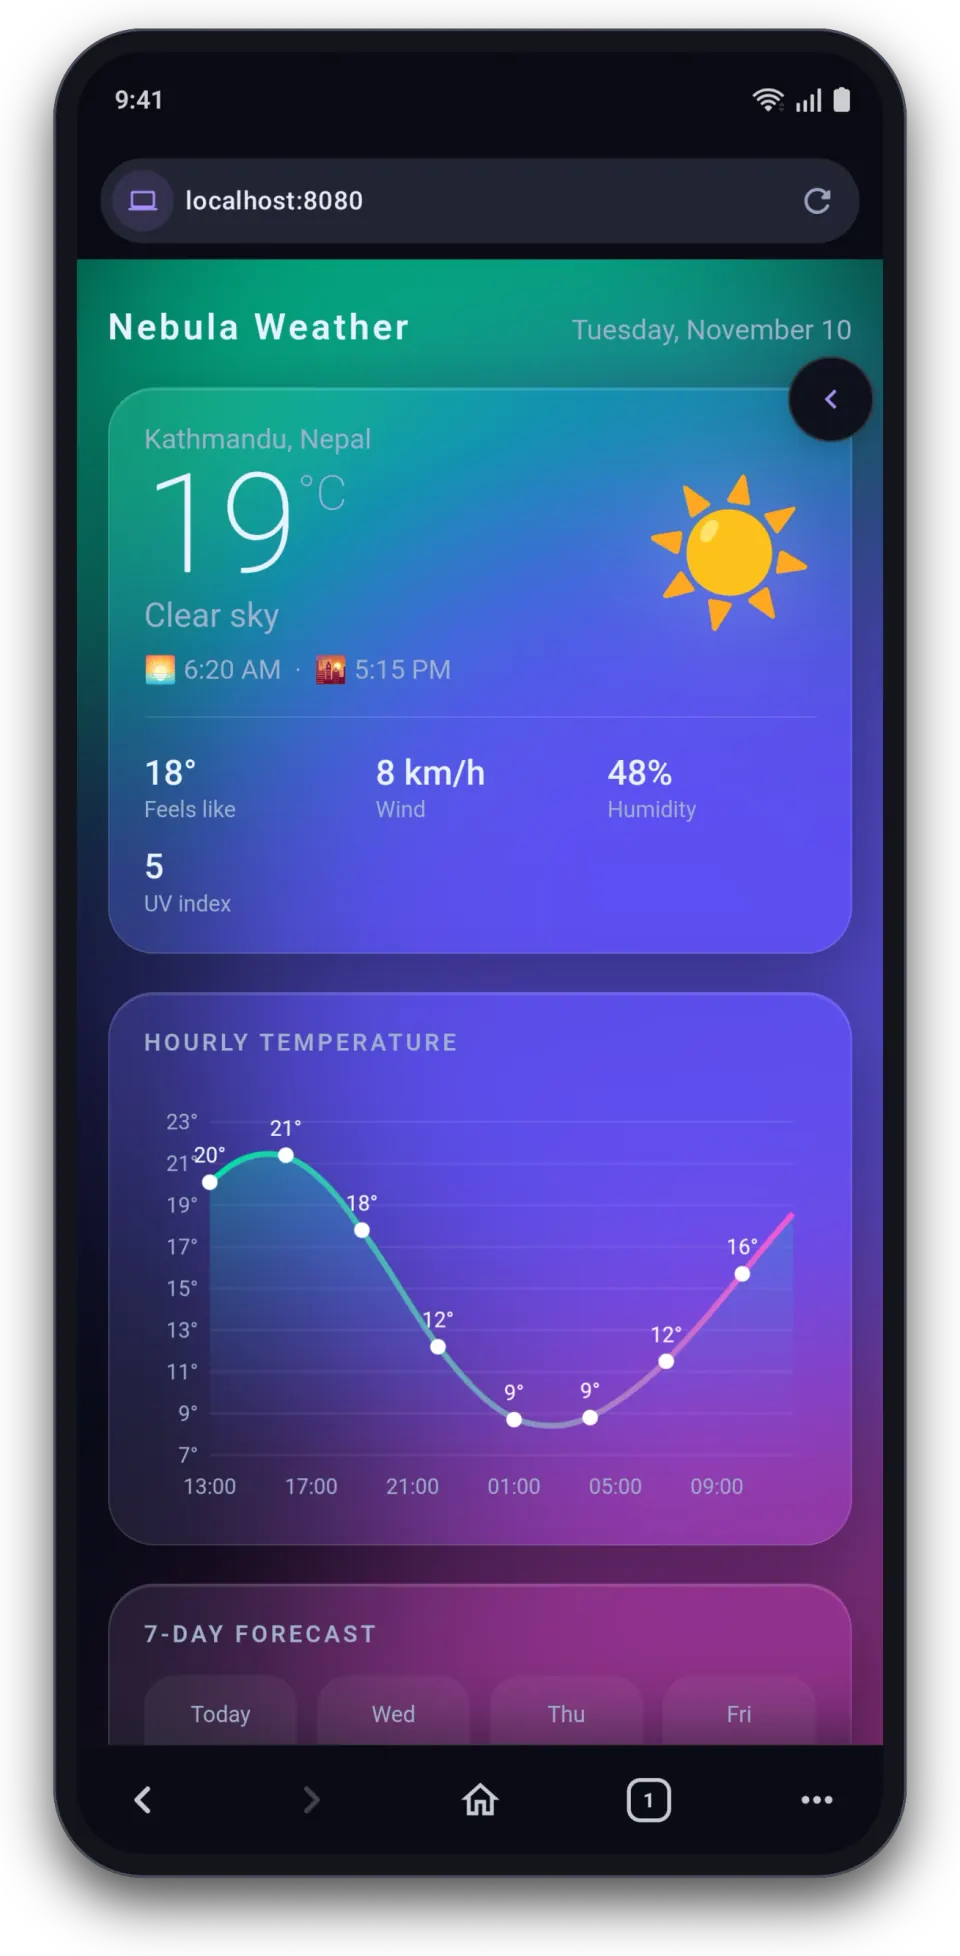 9:41
localhost:8080
Nebula Weather
Tuesday, November 10
Kathmandu, Nepal
19 °C
Clear sky
6:20 AM · 5:15 PM
18° 8 km/h 48%
Feels like Wind Humidity
5
UV index
HOURLY TEMPERATURE
23°
21°
19°
17°
15°
13°
11°
9°
7°
20° 21° 18° 12° 9° 9° 12° 16°
13:00 17:00 21:00 01:00 05:00 09:00
7-DAY FORECAST
Today Wed Thu Fri
1